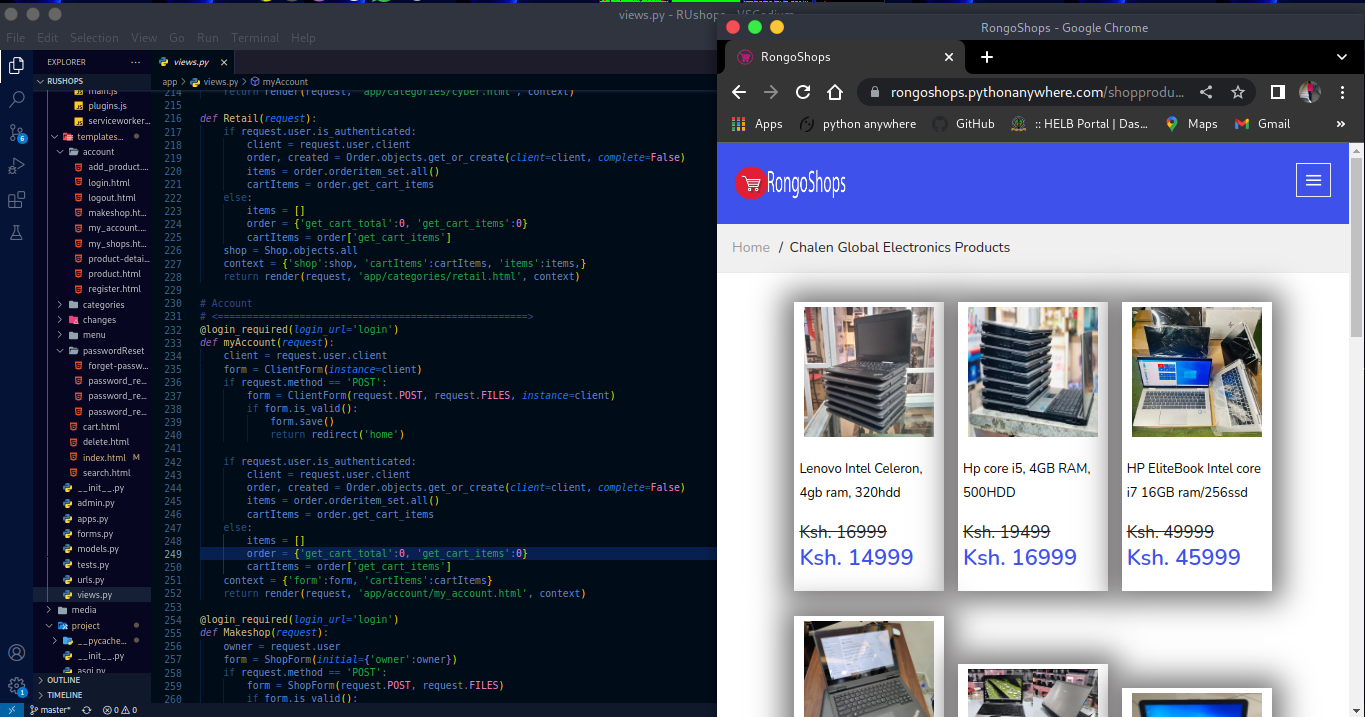 views.py - RUshops - VSCodium
File Edit Selection View Go Run Terminal Help
EXPLORER
RUSHOPS
main.js
plugins.js
serviceworker...
templates...
account
add_product....
login.html
logout.html
makeshop.ht...
my_account....
my_shops.ht...
product-detai...
product.html
register.html
categories
changes
menu
passwordReset
forget-passw...
password_re...
password_re...
password_re...
cart.html
delete.html
index.html M
search.html
__init__.py
admin.py
apps.py
forms.py
models.py
tests.py
urls.py
views.py
media
project
__pycache...
__init__.py
asgi.py
OUTLINE
TIMELINE
6
1
master*
0 0
views.py
app > views.py > myAccount
214 return render(request, 'app/categories/cyber.html', context)
215
216 def Retail(request):
217 if request.user.is_authenticated:
218 client = request.user.client
219 order, created = Order.objects.get_or_create(client=client, complete=False)
220 items = order.orderitem_set.all()
221 cartItems = order.get_cart_items
222 else:
223 items = []
224 order = {'get_cart_total':0, 'get_cart_items':0}
225 cartItems = order['get_cart_items']
226 shop = Shop.objects.all
227 context = {'shop':shop, 'cartItems':cartItems, 'items':items,}
228 return render(request, 'app/categories/retail.html', context)
229
230 # Account
231 # <=====================================================>
232 @login_required(login_url='login')
233 def myAccount(request):
234 client = request.user.client
235 form = ClientForm(instance=client)
236 if request.method == 'POST':
237 form = ClientForm(request.POST, request.FILES, instance=client)
238 if form.is_valid():
239 form.save()
240 return redirect('home')
241
242 if request.user.is_authenticated:
243 client = request.user.client
244 order, created = Order.objects.get_or_create(client=client, complete=False)
245 items = order.orderitem_set.all()
246 cartItems = order.get_cart_items
247 else:
248 items = []
249 order = {'get_cart_total':0, 'get_cart_items':0}
250 cartItems = order['get_cart_items']
251 context = {'form':form, 'cartItems':cartItems}
252 return render(request, 'app/account/my_account.html', context)
253
254 @login_required(login_url='login')
255 def Makeshop(request):
256 owner = request.user
257 form = ShopForm(initial={'owner':owner})
258 if request.method == 'POST':
259 form = ShopForm(request.POST, request.FILES)
260 if form.is_valid():
RongoShops - Google Chrome
RongoShops
rongoshops.pythonanywhere.com/shopprodu...
Apps python anywhere GitHub :: HELB Portal | Das... Maps Gmail »
RongoShops
Home / Chalen Global Electronics Products
Lenovo Intel Celeron,
4gb ram, 320hdd
Ksh. 16999
Ksh. 14999
Hp core i5, 4GB RAM,
500HDD
Ksh. 19499
Ksh. 16999
HP EliteBook Intel core
i7 16GB ram/256ssd
Ksh. 49999
Ksh. 45999